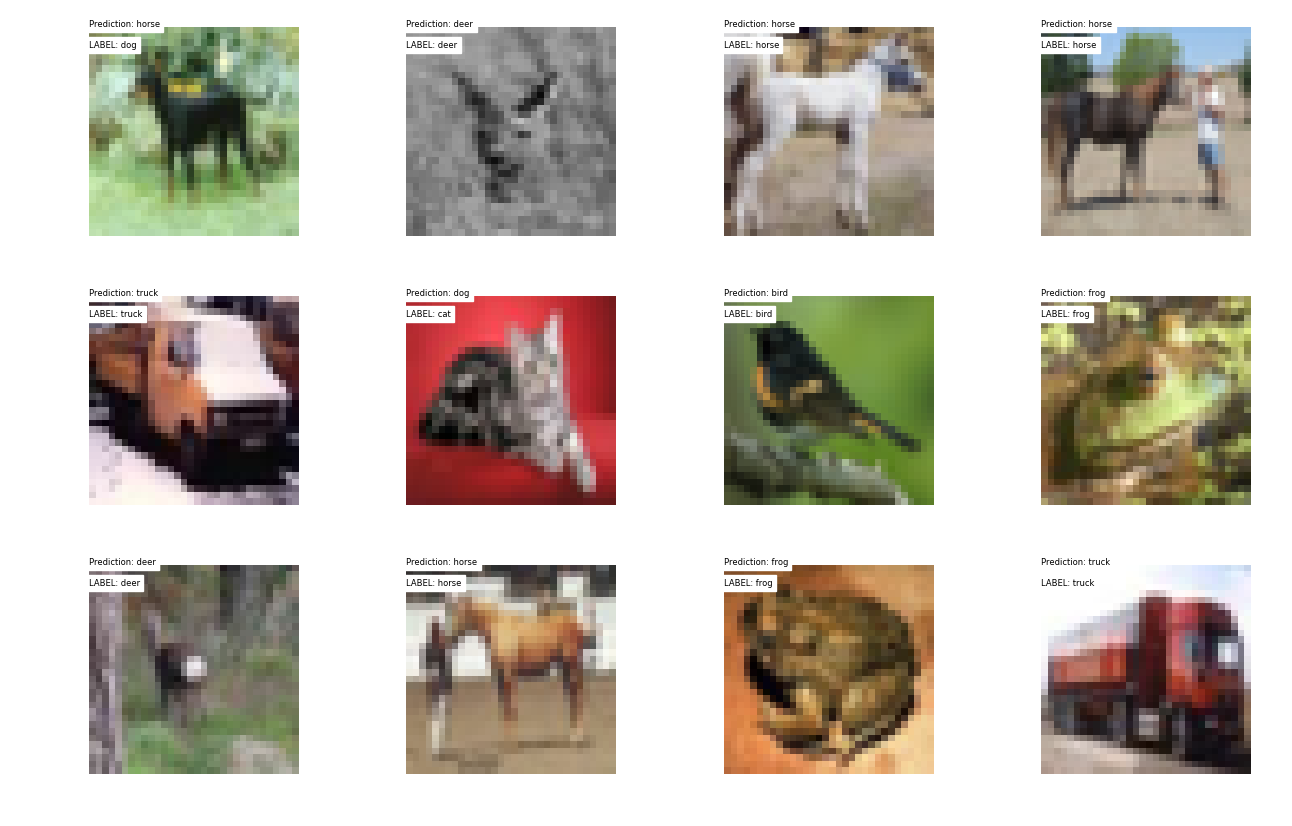 Prediction: horse
LABEL: dog
Prediction: deer
LABEL: deer
Prediction: horse
LABEL: horse
Prediction: horse
LABEL: horse
Prediction: truck
LABEL: truck
Prediction: dog
LABEL: cat
Prediction: bird
LABEL: bird
Prediction: frog
LABEL: frog
Prediction: deer
LABEL: deer
Prediction: horse
LABEL: horse
Prediction: frog
LABEL: frog
Prediction: truck
LABEL: truck